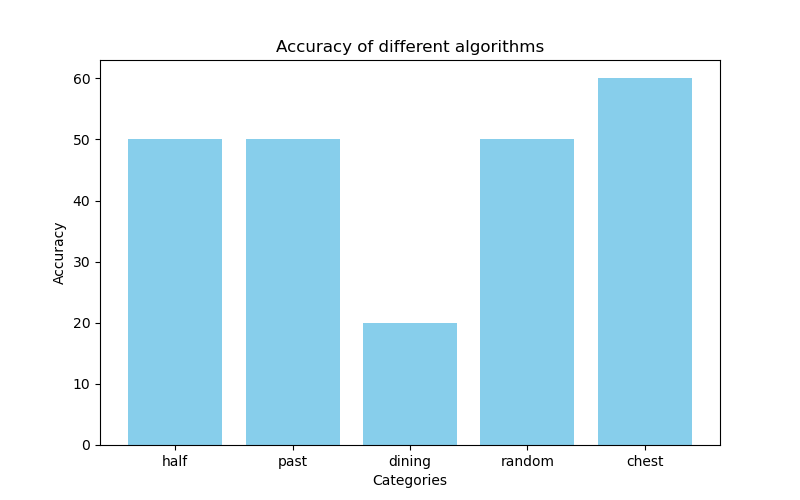 Accuracy of different algorithms
60
50
40
30
20
10
0
Accuracy
half past dining random chest
Categories